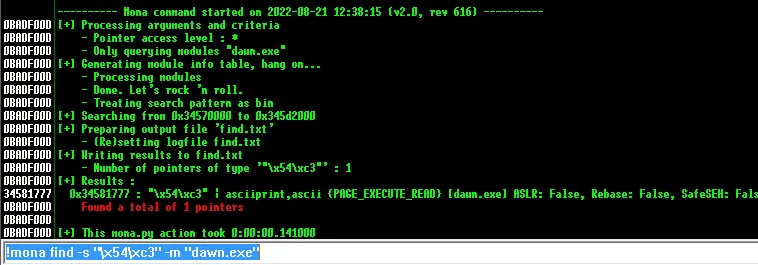 ---------- Mona command started on 2022-08-21 12:38:15 (v2.0, rev 616) ----------
0BADF00D [+] Processing arguments and criteria
0BADF00D - Pointer access level : *
0BADF00D - Only querying modules "dawn.exe"
0BADF00D [+] Generating module info table, hang on...
0BADF00D - Processing modules
0BADF00D - Done. Let's rock 'n roll.
0BADF00D - Treating search pattern as bin
0BADF00D [+] Searching from 0x34570000 to 0x345d2000
0BADF00D [+] Preparing output file 'find.txt'
0BADF00D - (Re)setting logfile find.txt
0BADF00D [+] Writing results to find.txt
0BADF00D - Number of pointers of type '"\x54\xc3"' : 1
0BADF00D [+] Results :
34581777 0x34581777 : "\x54\xc3" | asciiprint,ascii {PAGE_EXECUTE_READ} [dawn.exe] ASLR: False, Rebase: False, SafeSEH: Fals
0BADF00D Found a total of 1 pointers
0BADF00D
0BADF00D [+] This mona.py action took 0:00:00.141000
!mona find -s "\x54\xc3" -m "dawn.exe"